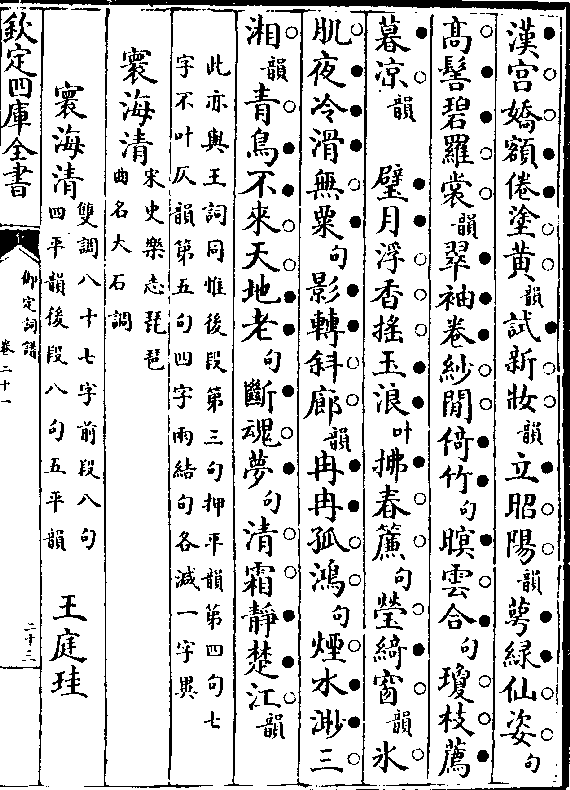 漢宮嬌額倦塗黃韻試新妝韻立昭陽韻萼綠仙姿句
高髻碧羅裳韻翠袖卷紗閒倚竹句暝雲合句瓊枝薦
暮涼韻 璧月浮香搖玉浪叶拂春簾句瑩綺窗韻氷
肌夜冷滑無粟句影轉斜廊韻冉冉孤鴻句煙水渺三
湘韻青鳥不來天地老句斷魂夢句清霜靜楚江韻
此亦與王詞同惟後段第三句押平韻第四句七
字不叶仄韻第五句四字兩結句各減一字異
寰海清宋史樂志琵琶
曲名大石調
寰海清雙調八十七字前段八句
四平韻後段八句五平韻 王庭珪
欽定四庫全書
御定詞譜
卷二十一
二十三